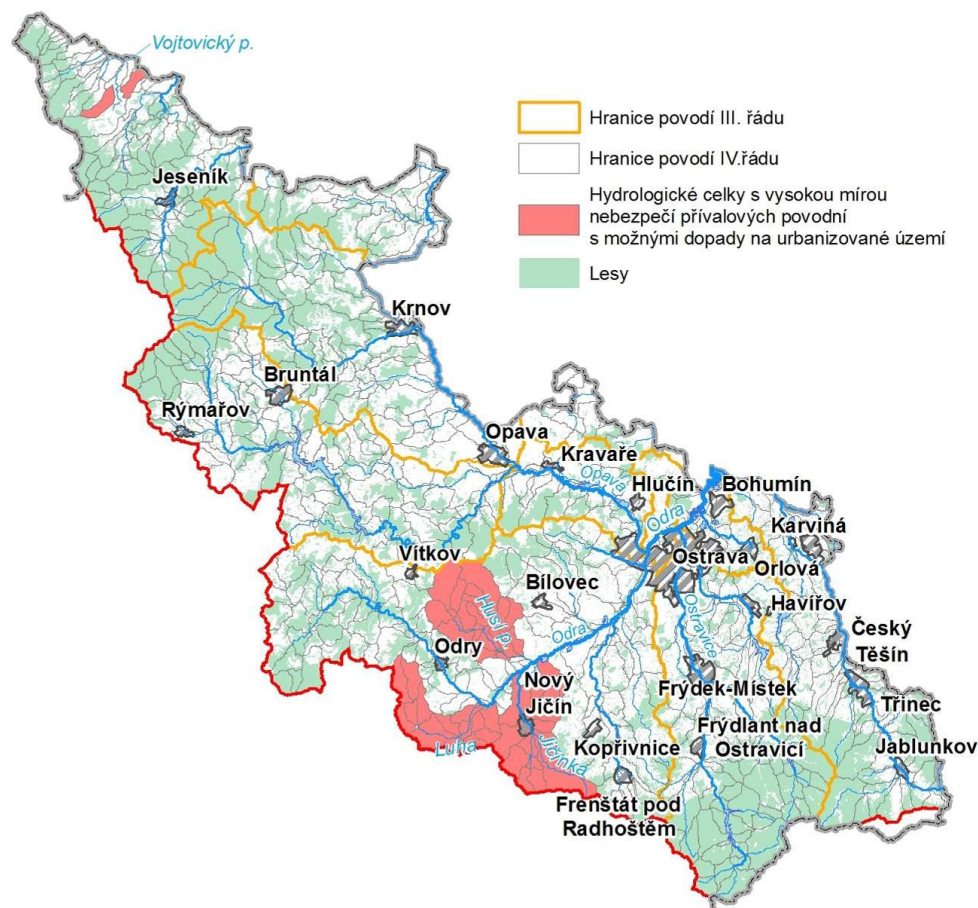 Vojtovický p.
Hranice povodí III. řádu
Hranice povodí IV.řádu
Hydrologické celky s vysokou mírou
nebezpečí přívalových povodní
s možnými dopady na urbanizované území
Lesy
Jeseník
Krnov
Bruntál
Rýmařov
Opava
Kravaře
Opava
Hlučín
Bohumín
Odra
Karviná
Ostrava
Orlová
Vítkov
Bílovec
Havířov
Husí p.
Odra
Ostravice
Český
Těšín
Odry
Nový
Jičín
Frýdek-Místek
Třinec
Luha
Jičínka
Kopřivnice
Frýdlant nad
Ostravicí
Jablunkov
Frenštát pod
Radhoštěm